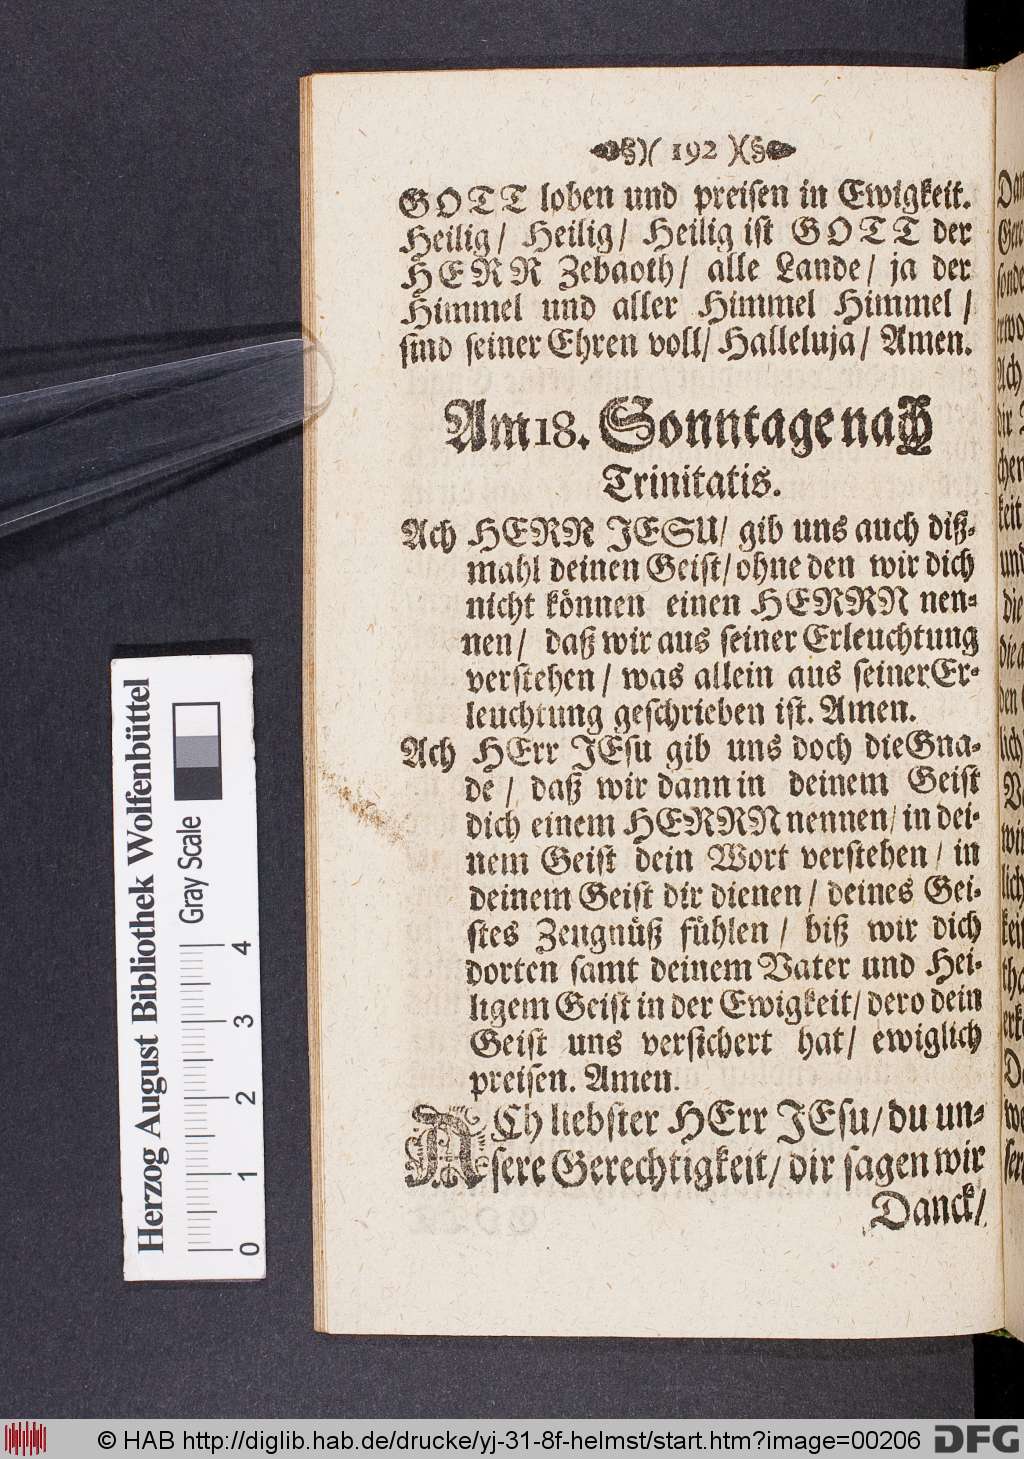 §)( 192 )(§
GOTT loben und preisen in Ewigkeit.
Heilig/ Heilig/ Heilig ist GOTT der
HERR Zebaoth/ alle Lande/ ja der
Himmel und aller Himmel Himmel/
sind seiner Ehren voll/ Halleluja/ Amen.
Am 18. Sonntage nach
Trinitatis.
Ach HERR JESU/ gib uns auch diß-
mahl deinen Geist/ ohne den wir dich
nicht können einen HERRN nen-
nen/ daß wir aus seiner Erleuchtung
verstehen/ was allein aus seiner Er-
leuchtung geschrieben ist. Amen.
Ach HErr JEsu gib uns doch die Gna-
de/ daß wir dann in deinem Geist
dich einem HERRN nennen/ in dei-
nem Geist dein Wort verstehen/ in
deinem Geist dir dienen/ deines Gei-
stes Zeugnüß fühlen/ biß wir dich
dorten samt deinem Vater und Hei-
ligem Geist in der Ewigkeit/ dero dein
Geist uns versichert hat/ ewiglich
preisen. Amen.
ACh liebster HErr JEsu/ du un-
sere Gerechtigkeit/ dir sagen wir
Danck/
Herzog August Bibliothek Wolfenbüttel
Gray Scale
0 1 2 3 4
© HAB http://diglib.hab.de/drucke/yj-31-8f-helmst/start.htm?image=00206
DFG